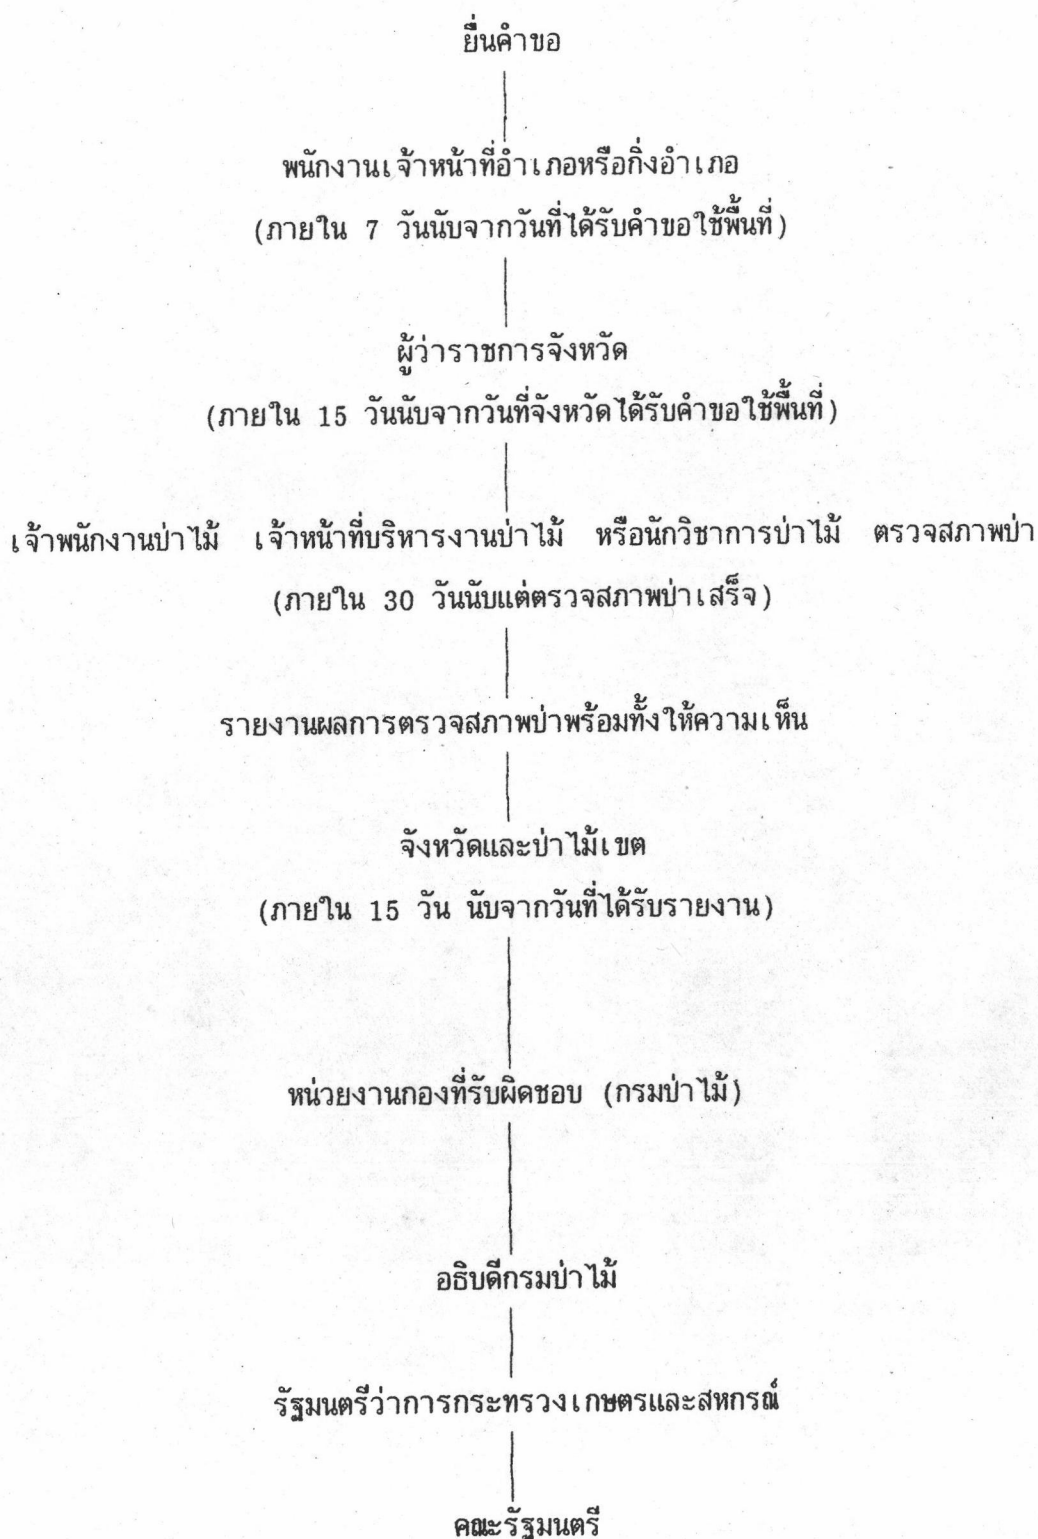 ยื่นคำขอ
พนักงานเจ้าหน้าที่อำเภอหรือกิ่งอำเภอ
(ภายใน 7 วันนับจากวันที่ได้รับคำขอใช้พื้นที่)
ผู้ว่าราชการจังหวัด
(ภายใน 15 วันนับจากวันที่จังหวัดได้รับคำขอใช้พื้นที่)
เจ้าพนักงานป่าไม้ เจ้าหน้าที่บริหารงานป่าไม้ หรือนักวิชาการป่าไม้ ตรวจสภาพป่า
(ภายใน 30 วันนับแต่ตรวจสภาพป่าเสร็จ)
รายงานผลการตรวจสภาพป่าพร้อมทั้งให้ความเห็น
จังหวัดและป่าไม้เขต
(ภายใน 15 วัน นับจากวันที่ได้รับรายงาน)
หน่วยงานกองที่รับผิดชอบ (กรมป่าไม้)
อธิบดีกรมป่าไม้
รัฐมนตรีว่าการกระทรวงเกษตรและสหกรณ์
คณะรัฐมนตรี